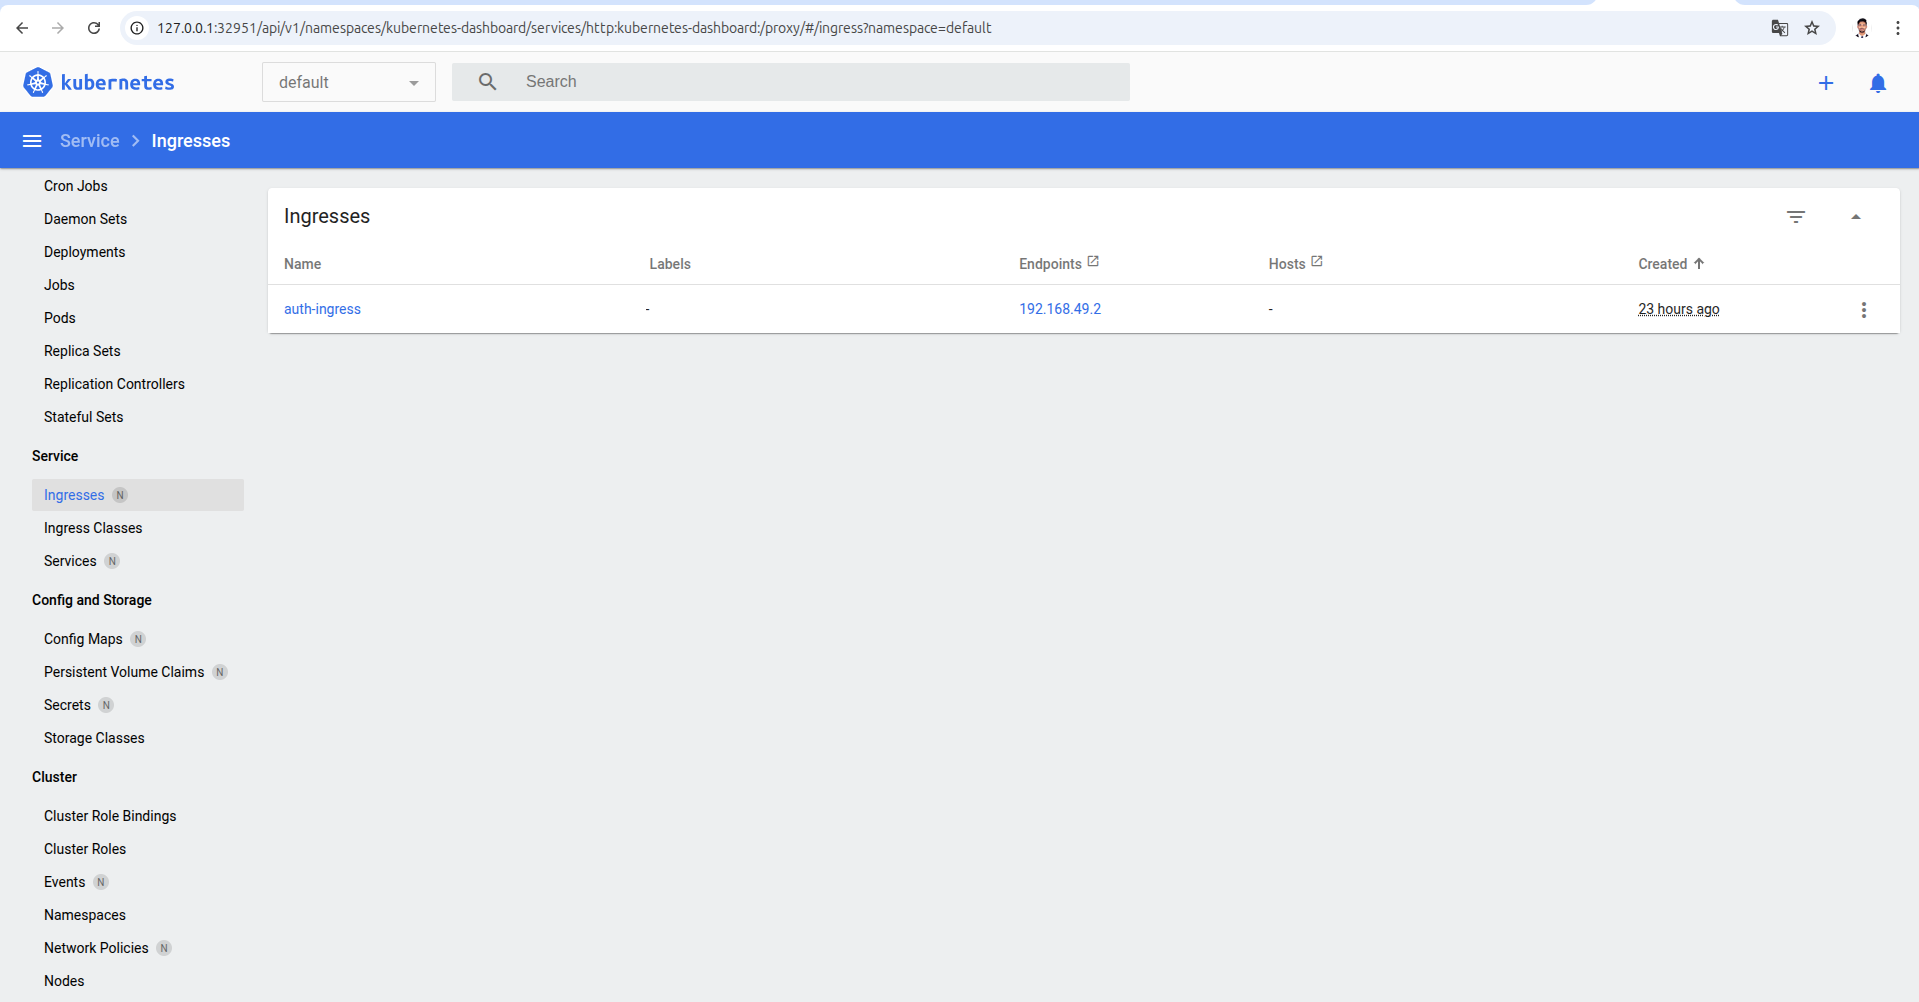 127.0.0.1:32951/api/v1/namespaces/kubernetes-dashboard/services/http:kubernetes-dashboard:/proxy/#/ingress?namespace=default
kubernetes
default
Search
Service
Ingresses
Cron Jobs
Daemon Sets
Deployments
Jobs
Pods
Replica Sets
Replication Controllers
Stateful Sets
Service
Ingresses N
Ingress Classes
Services N
Config and Storage
Config Maps N
Persistent Volume Claims N
Secrets N
Storage Classes
Cluster
Cluster Role Bindings
Cluster Roles
Events N
Namespaces
Network Policies N
Nodes
Ingresses
Name Labels Endpoints Hosts Created
auth-ingress - 192.168.49.2 - 23 hours ago